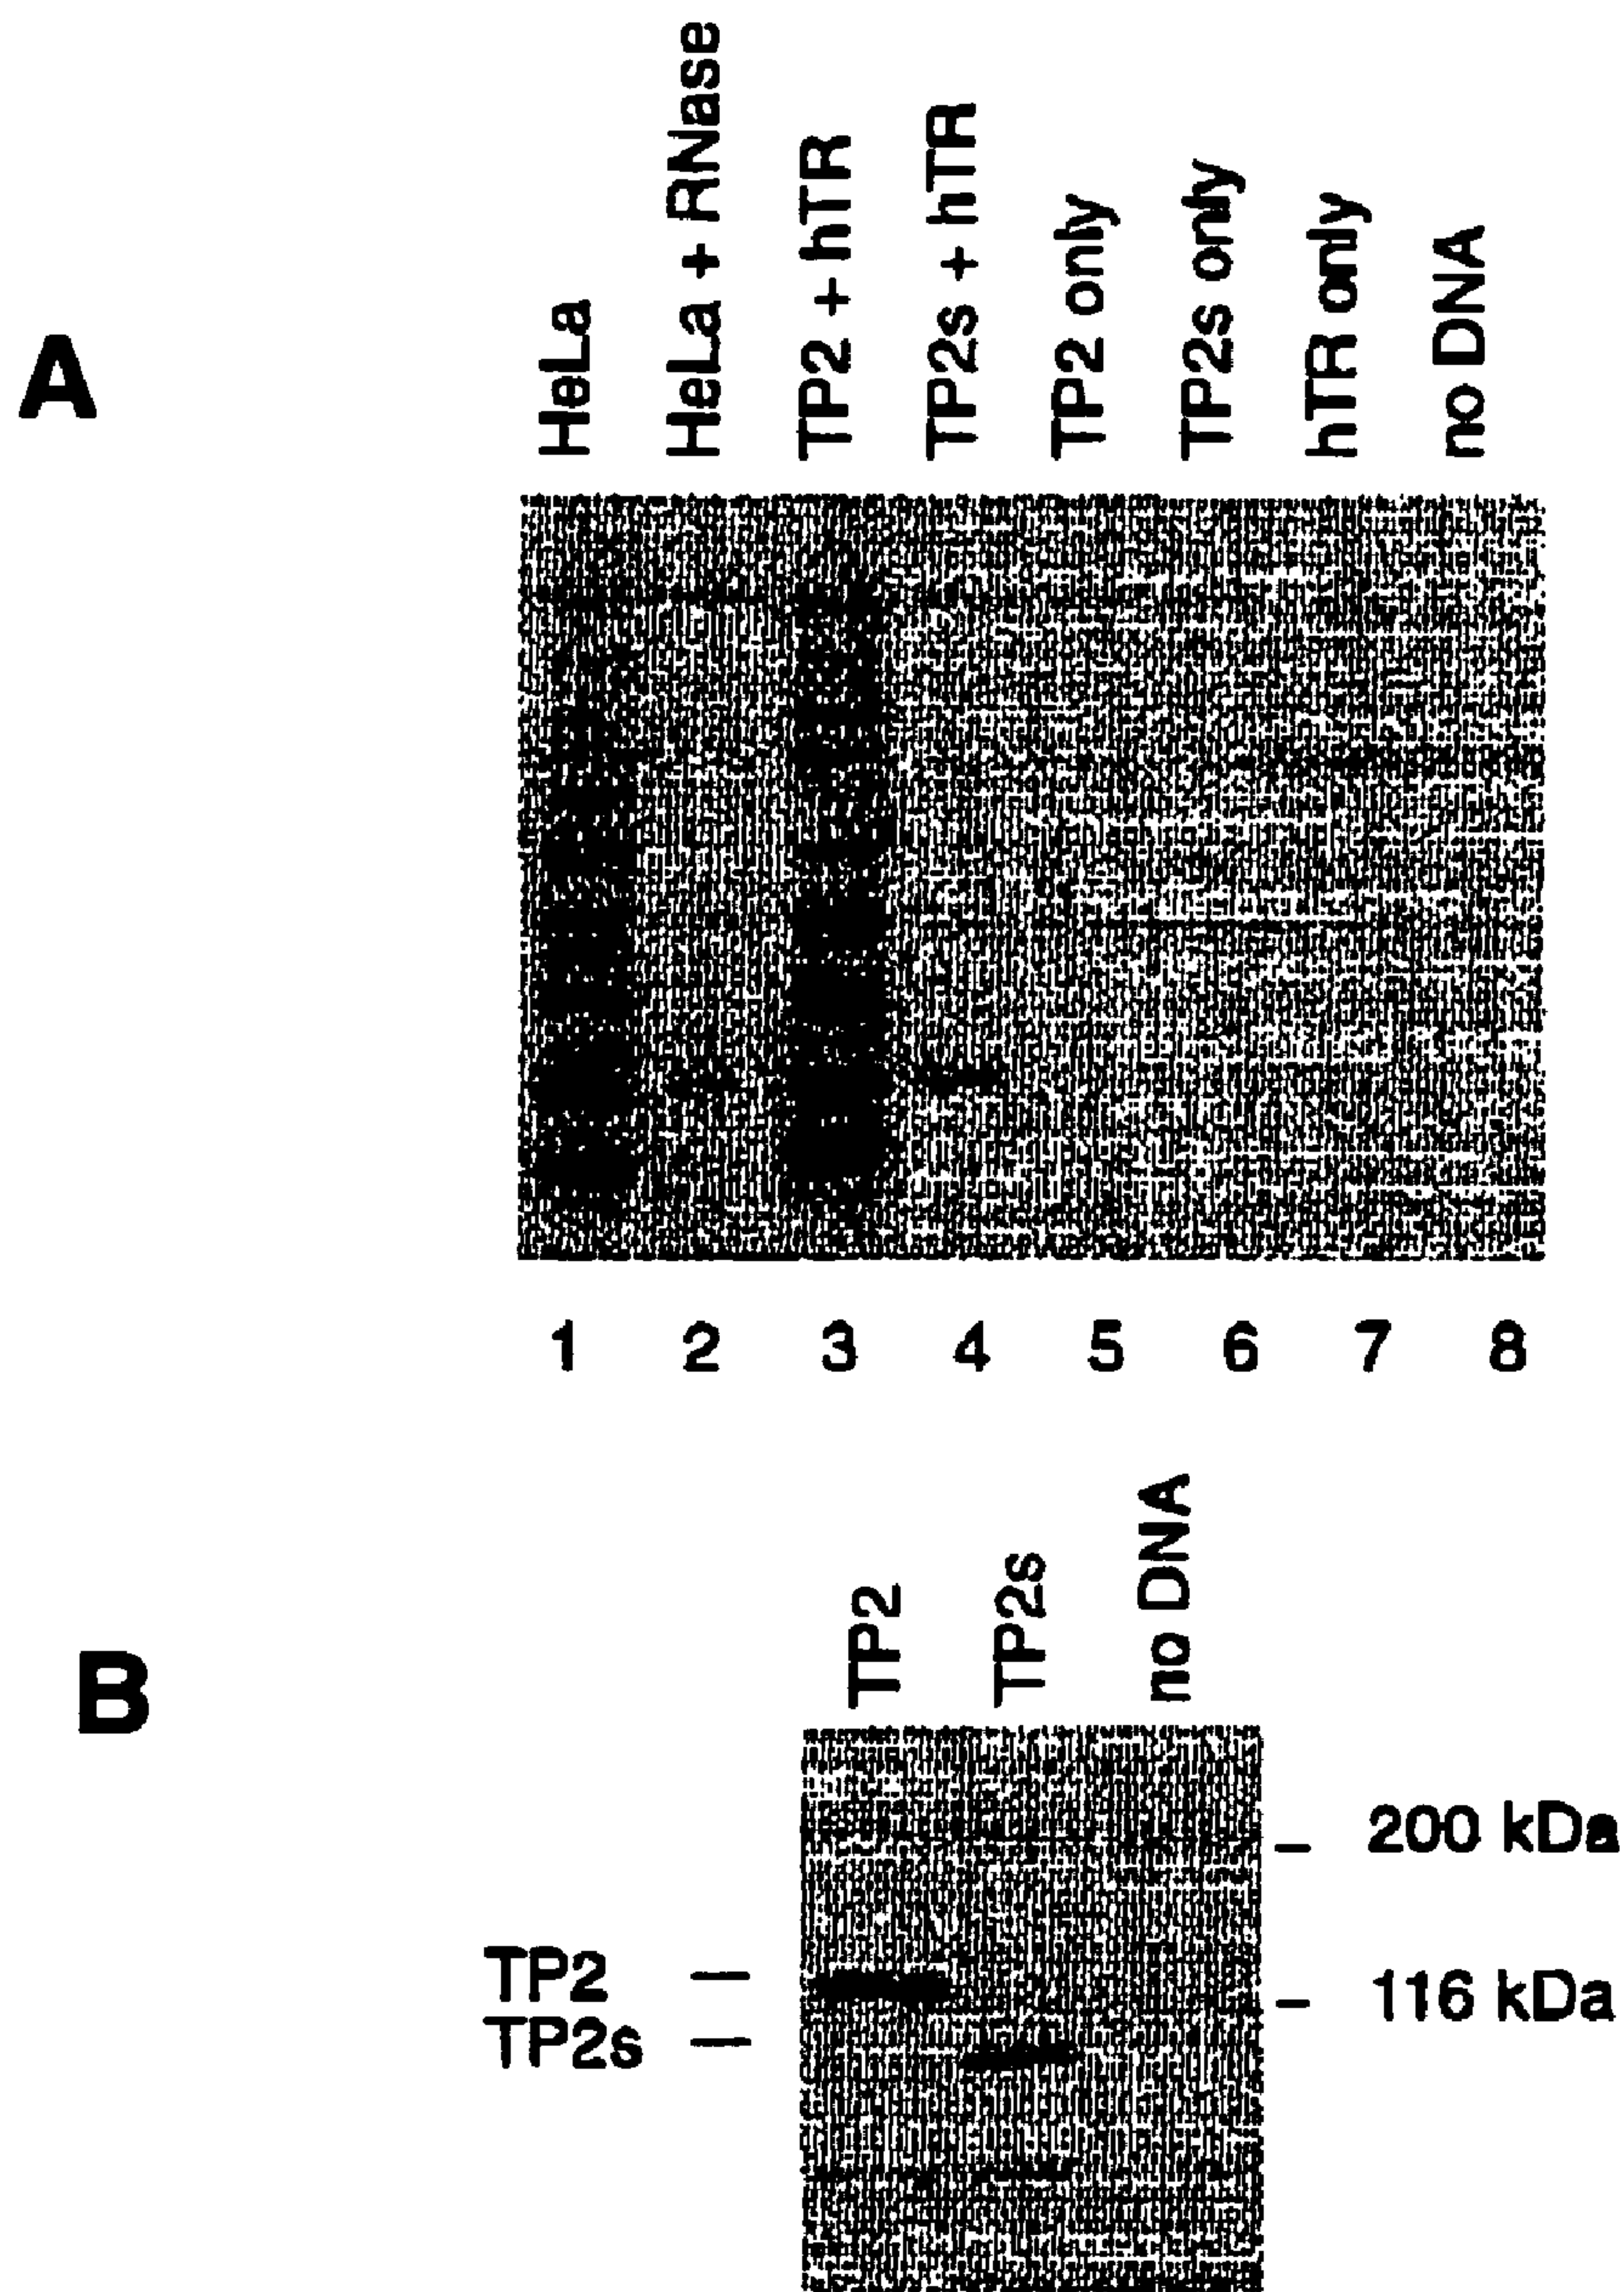 A
HeLa
HeLa + RNase
TP2 + hTR
TP2s + hTR
TP2 only
TP2s only
hTR only
no DNA
1 2 3 4 5 6 7 8
B
TP2
TP2s
no DNA
200 kDa
TP2
116 kDa
TP2s